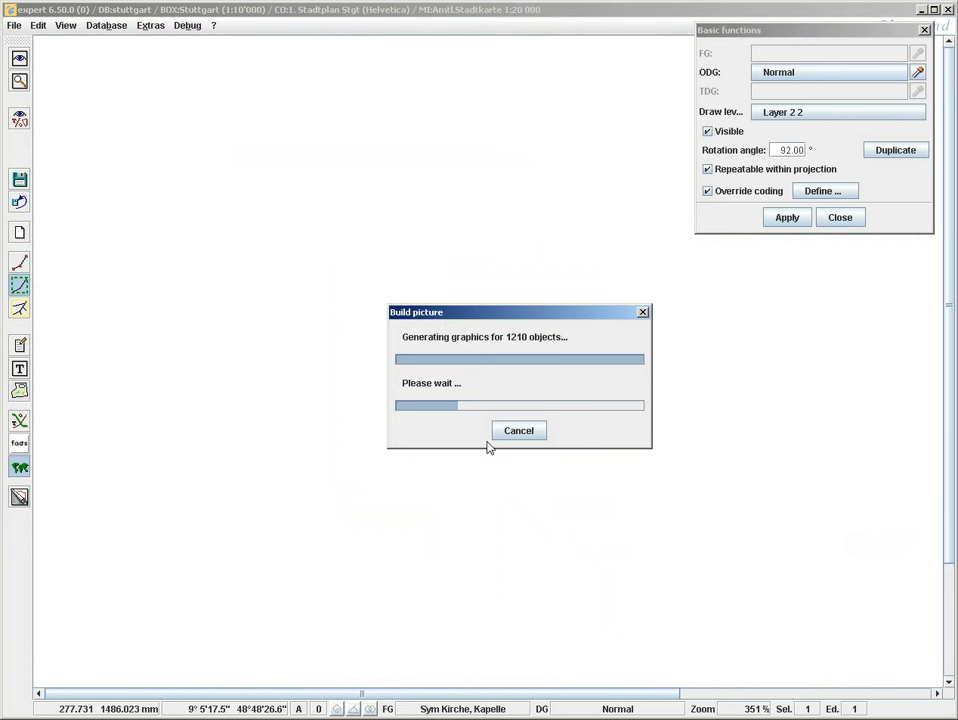 expert 6.50.0 (0) / DB:stuttgart / BOX:Stuttgart (1:10'000) / CO:1. Stadtplan Stgt (Helvetica) / MI:Amtl.Stadtkarte 1:20 000
File Edit View Database Extras Debug ?
Basic functions
FG:
ODG: Normal
TDG:
Draw lev... Layer 2 2
Visible
Rotation angle: 92.00 ° Duplicate
Repeatable within projection
Override coding Define ...
Apply Close
Build picture
Generating graphics for 1210 objects...
Please wait ...
Cancel
T
fads
277.731 1486.023 mm 9° 5'17.5" 48°48'26.6" A 0 FG Sym Kirche, Kapelle DG Normal Zoom 351 % Sel. 1 Ed. 1